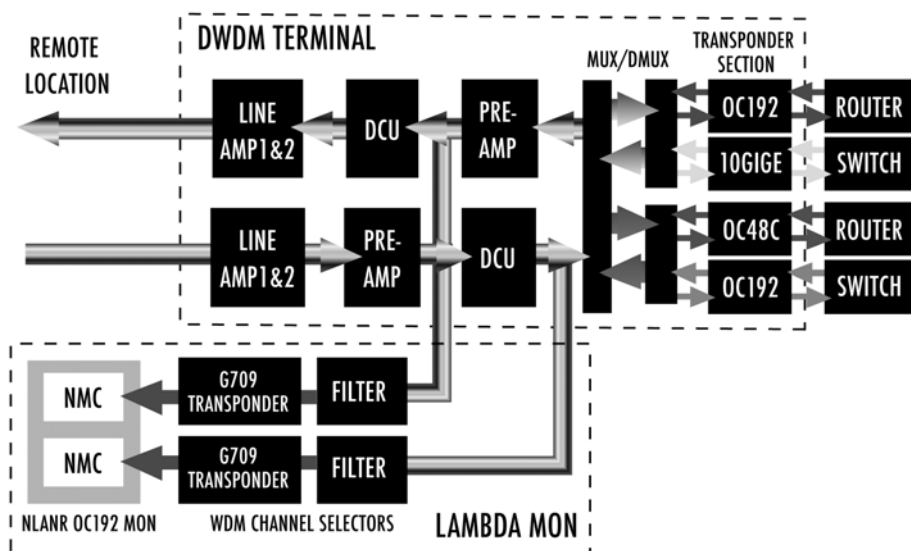 REMOTE
LOCATION
DWDM TERMINAL
MUX/DMUX
TRANSPONDER
SECTION
LINE
AMP1&2
DCU
PRE-
AMP
OC192
ROUTER
10GIGE
SWITCH
LINE
AMP1&2
PRE-
AMP
DCU
OC48C
ROUTER
OC192
SWITCH
NMC
G709
TRANSPONDER
FILTER
NMC
G709
TRANSPONDER
FILTER
NLANR OC192 MON
WDM CHANNEL SELECTORS
LAMBDA MON